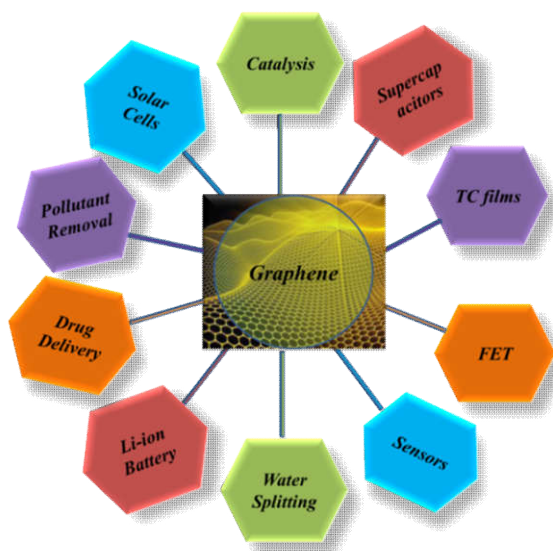 Catalysis
Supercap
acitors
TC films
FET
Sensors
Water
Splitting
Li-ion
Battery
Drug
Delivery
Pollutant
Removal
Solar
Cells
Graphene